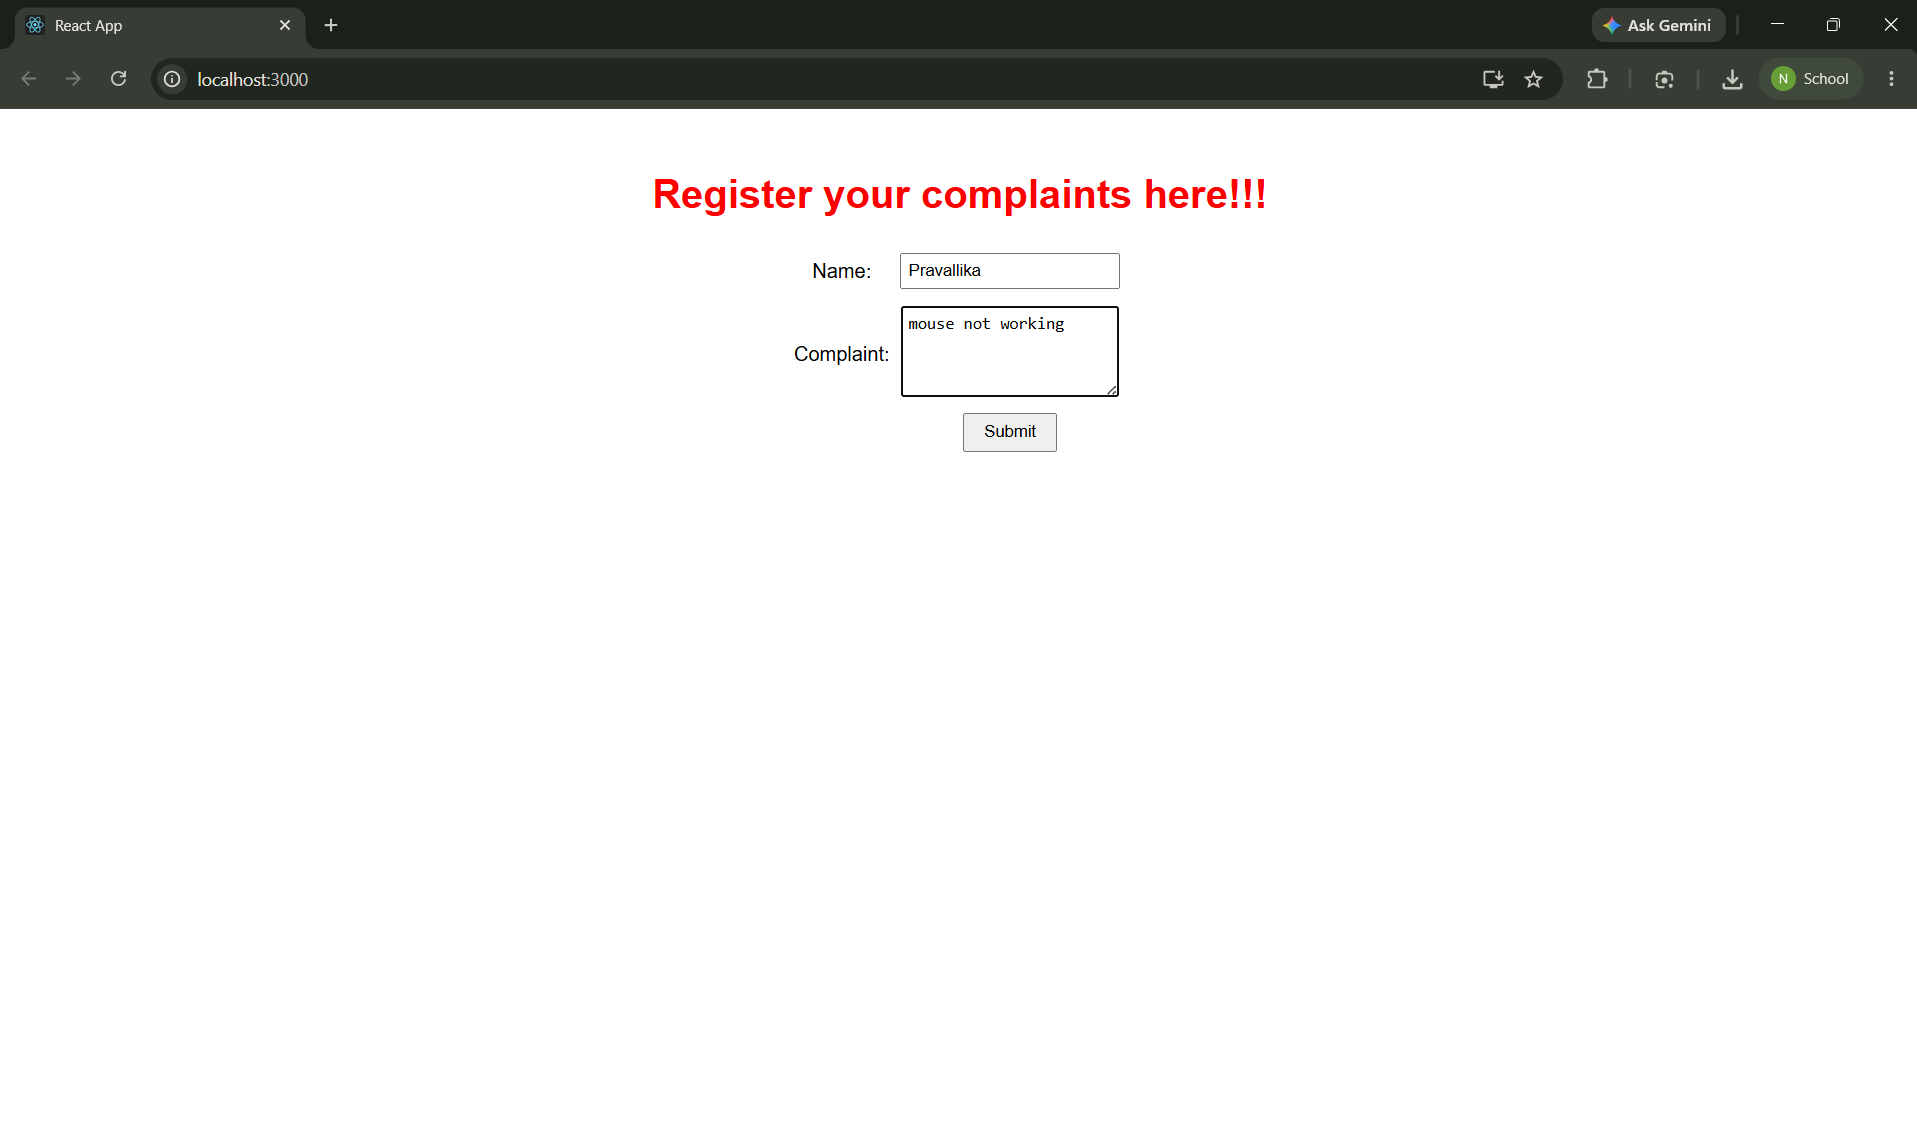 React App
Ask Gemini
localhost:3000
N School
Register your complaints here!!!
Name: Pravallika
Complaint: mouse not working
Submit